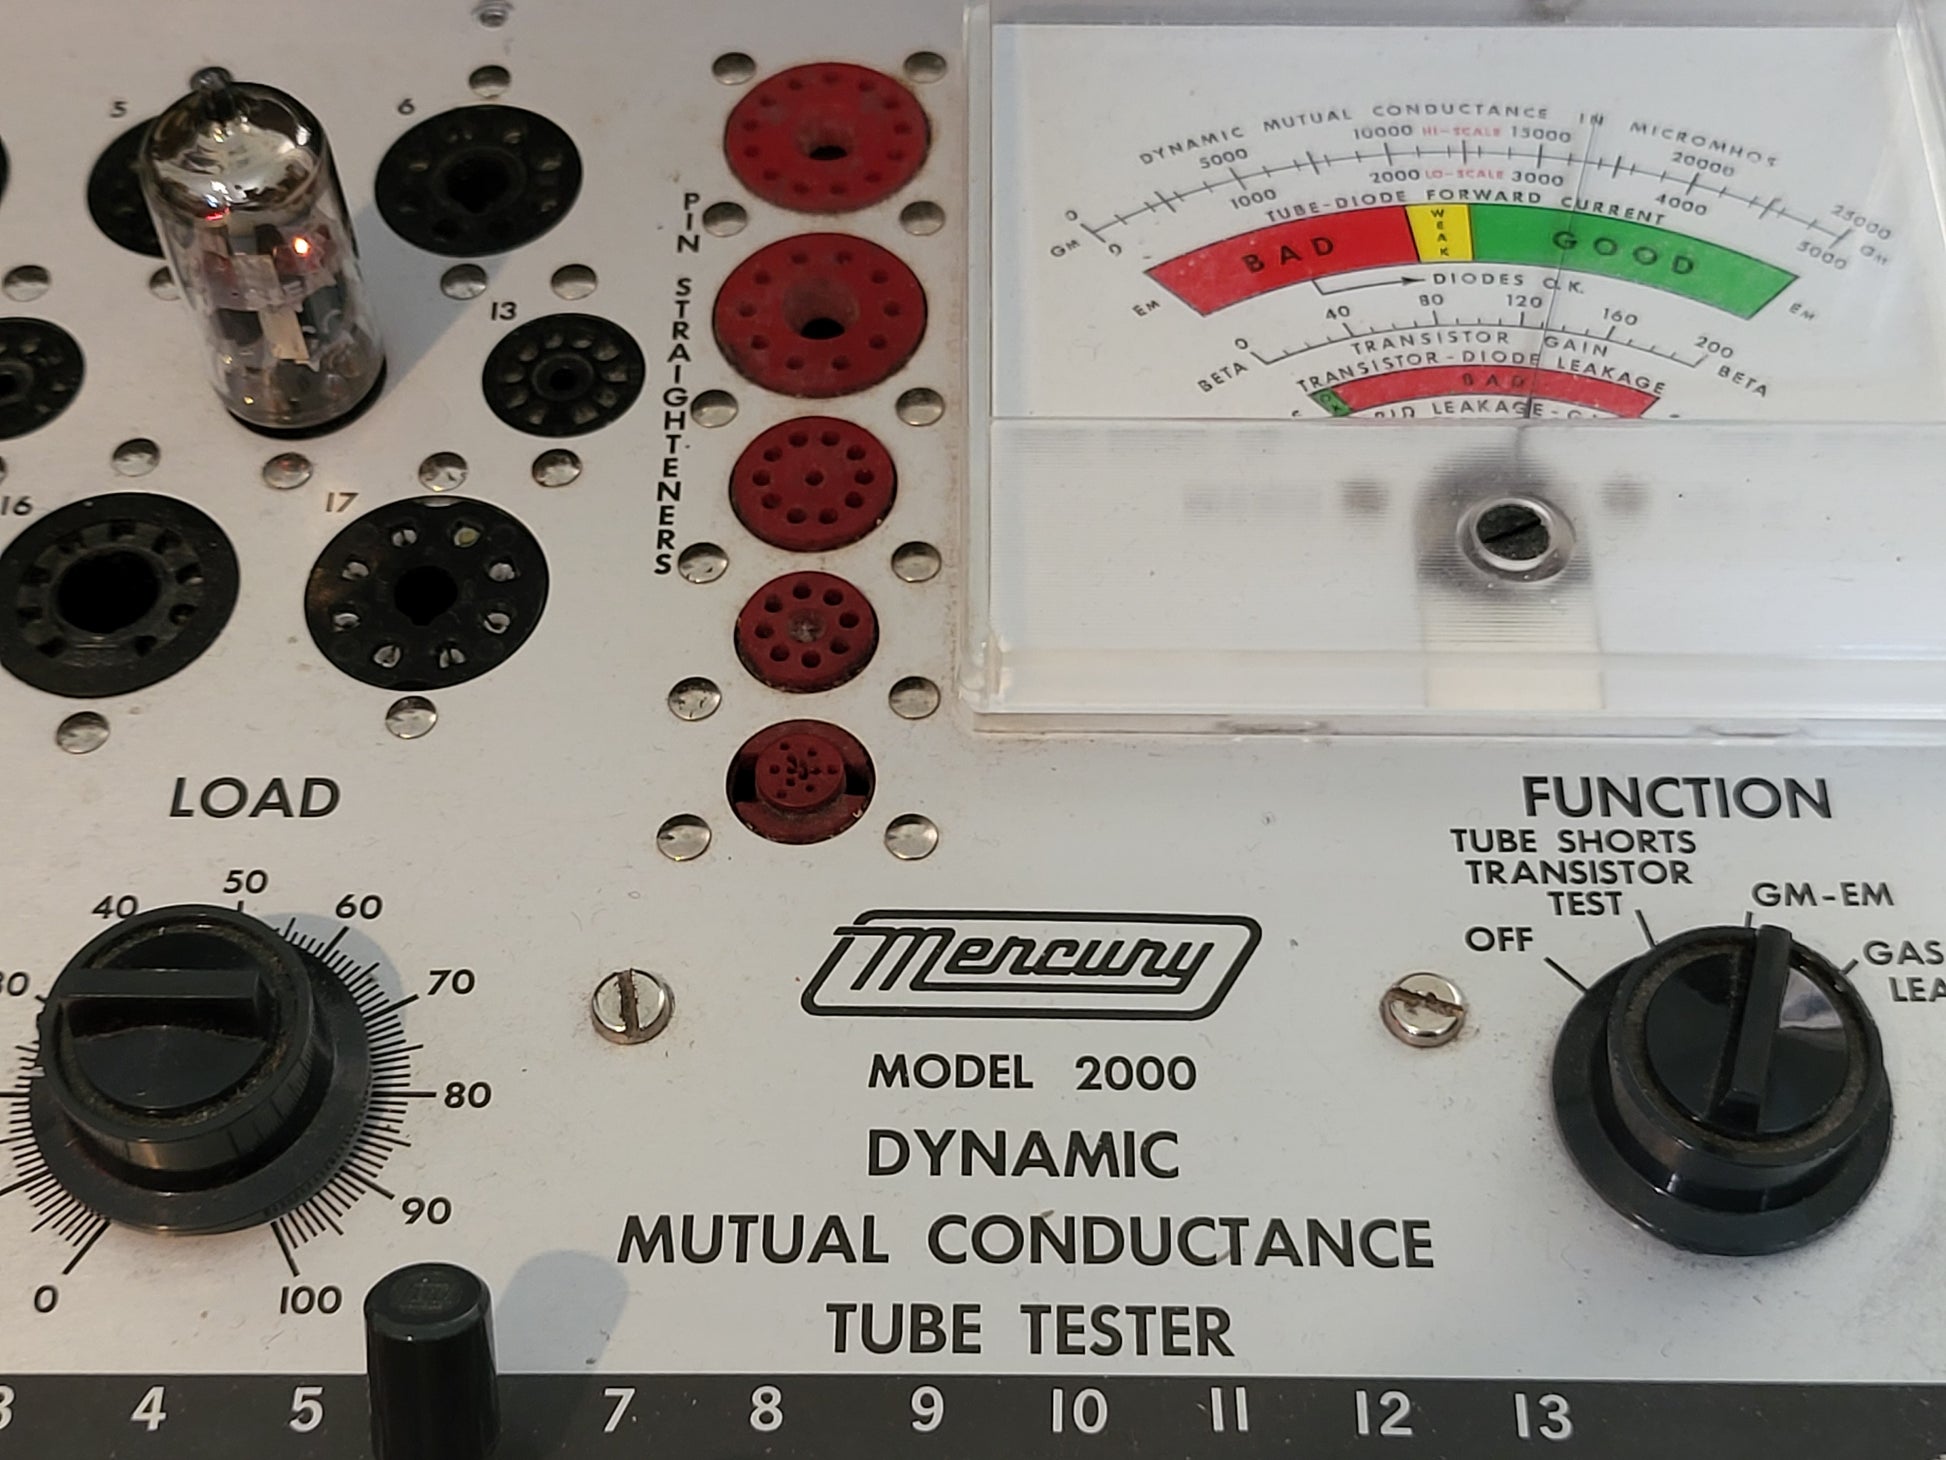 5
6
13
16
17
PIN STRAIGHTENERS
DYNAMIC MUTUAL CONDUCTANCE IN MICROMHOS
0 5000 10000 HI-SCALE 15000 20000 25000
GM 0 1000 2000 LO-SCALE 3000 4000 5000 GM
TUBE-DIODE FORWARD CURRENT
BAD WEAK GOOD
EM DIODES O.K. EM
0 40 80 120 160 200
BETA TRANSISTOR GAIN BETA
TRANSISTOR-DIODE LEAKAGE
BAD
LEAKAGE
LOAD
0
40
50
60
70
80
90
100
Mercury
MODEL 2000
DYNAMIC
MUTUAL CONDUCTANCE
TUBE TESTER
FUNCTION
OFF
TUBE SHORTS
TRANSISTOR
TEST
GM-EM
GAS
LEA
3 4 5 7 8 9 10 11 12 13